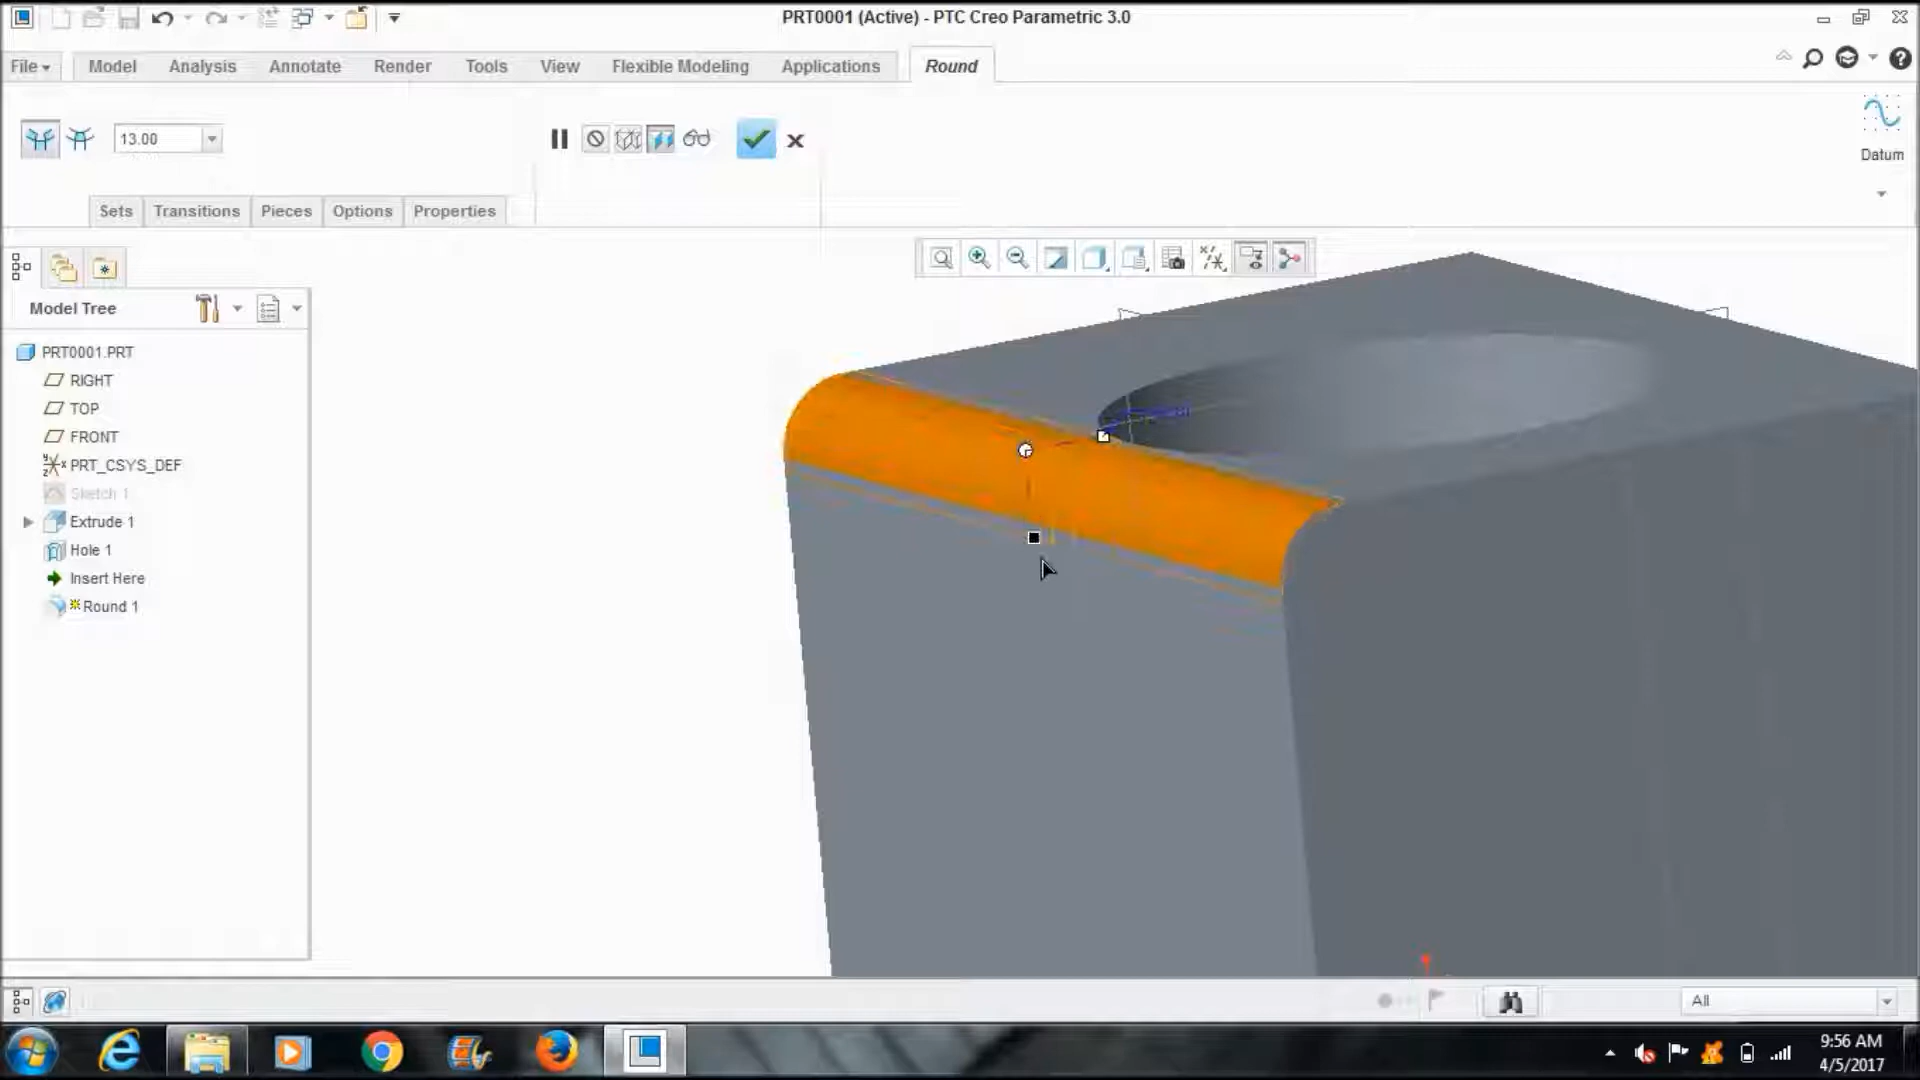 PRT0001 (Active) - PTC Creo Parametric 3.0
File Model Analysis Annotate Render Tools View Flexible Modeling Applications Round
13.00
Datum
Sets Transitions Pieces Options Properties
Model Tree
PRT0001.PRT
RIGHT
TOP
FRONT
PRT_CSYS_DEF
Sketch 1
Extrude 1
Hole 1
Insert Here
Round 1
All
9:56 AM
4/5/2017